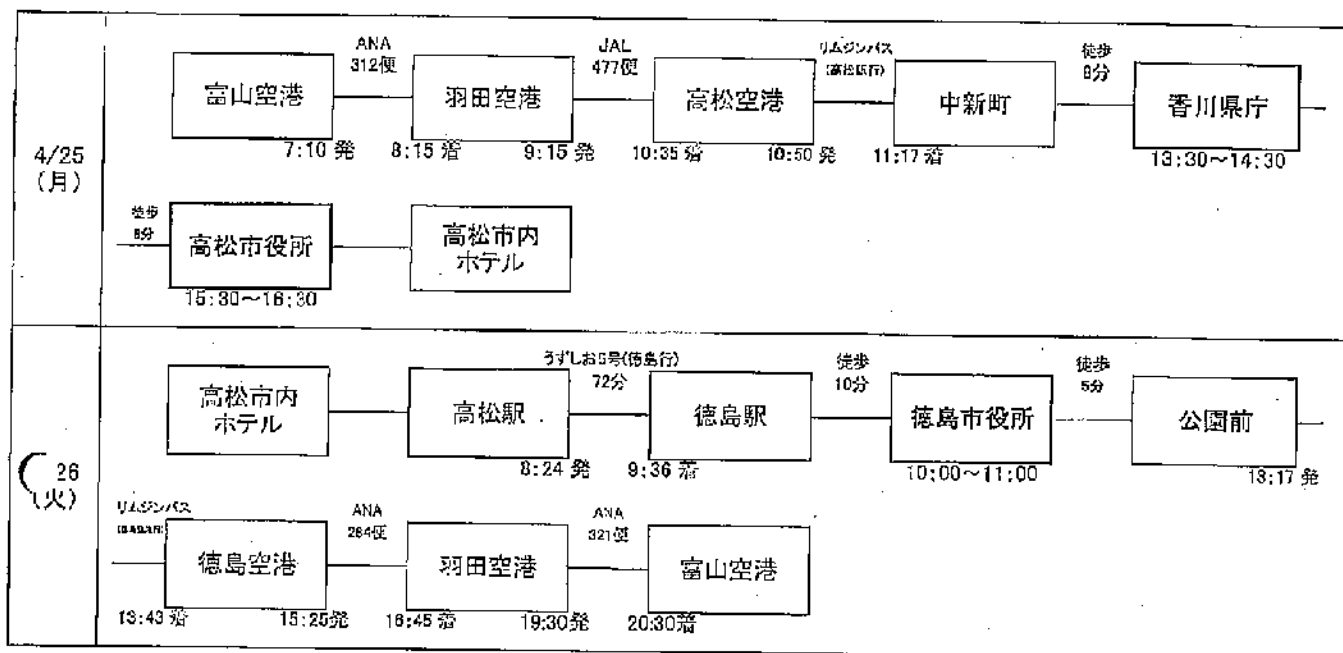 4/25
(月)
ANA
312便
JAL
477便
リムジンバス
(高松駅行)
徒歩
8分
富山空港
羽田空港
高松空港
中新町
香川県庁
7:10 発
8:15 着
9:15 発
10:35 着
10:50 発
11:17 着
13:30~14:30
徒歩
8分
高松市役所
高松市内
ホテル
15:30~16:30
26
(火)
うずしお5号(徳島行)
72分
徒歩
10分
徒歩
5分
高松市内
ホテル
高松駅
徳島駅
徳島市役所
公園前
8:24 発
9:36 着
10:00~11:00
13:17 発
リムジンバス
ANA
284便
ANA
321便
徳島空港
羽田空港
富山空港
13:43 着
15:25発
16:45 着
19:30発
20:30着